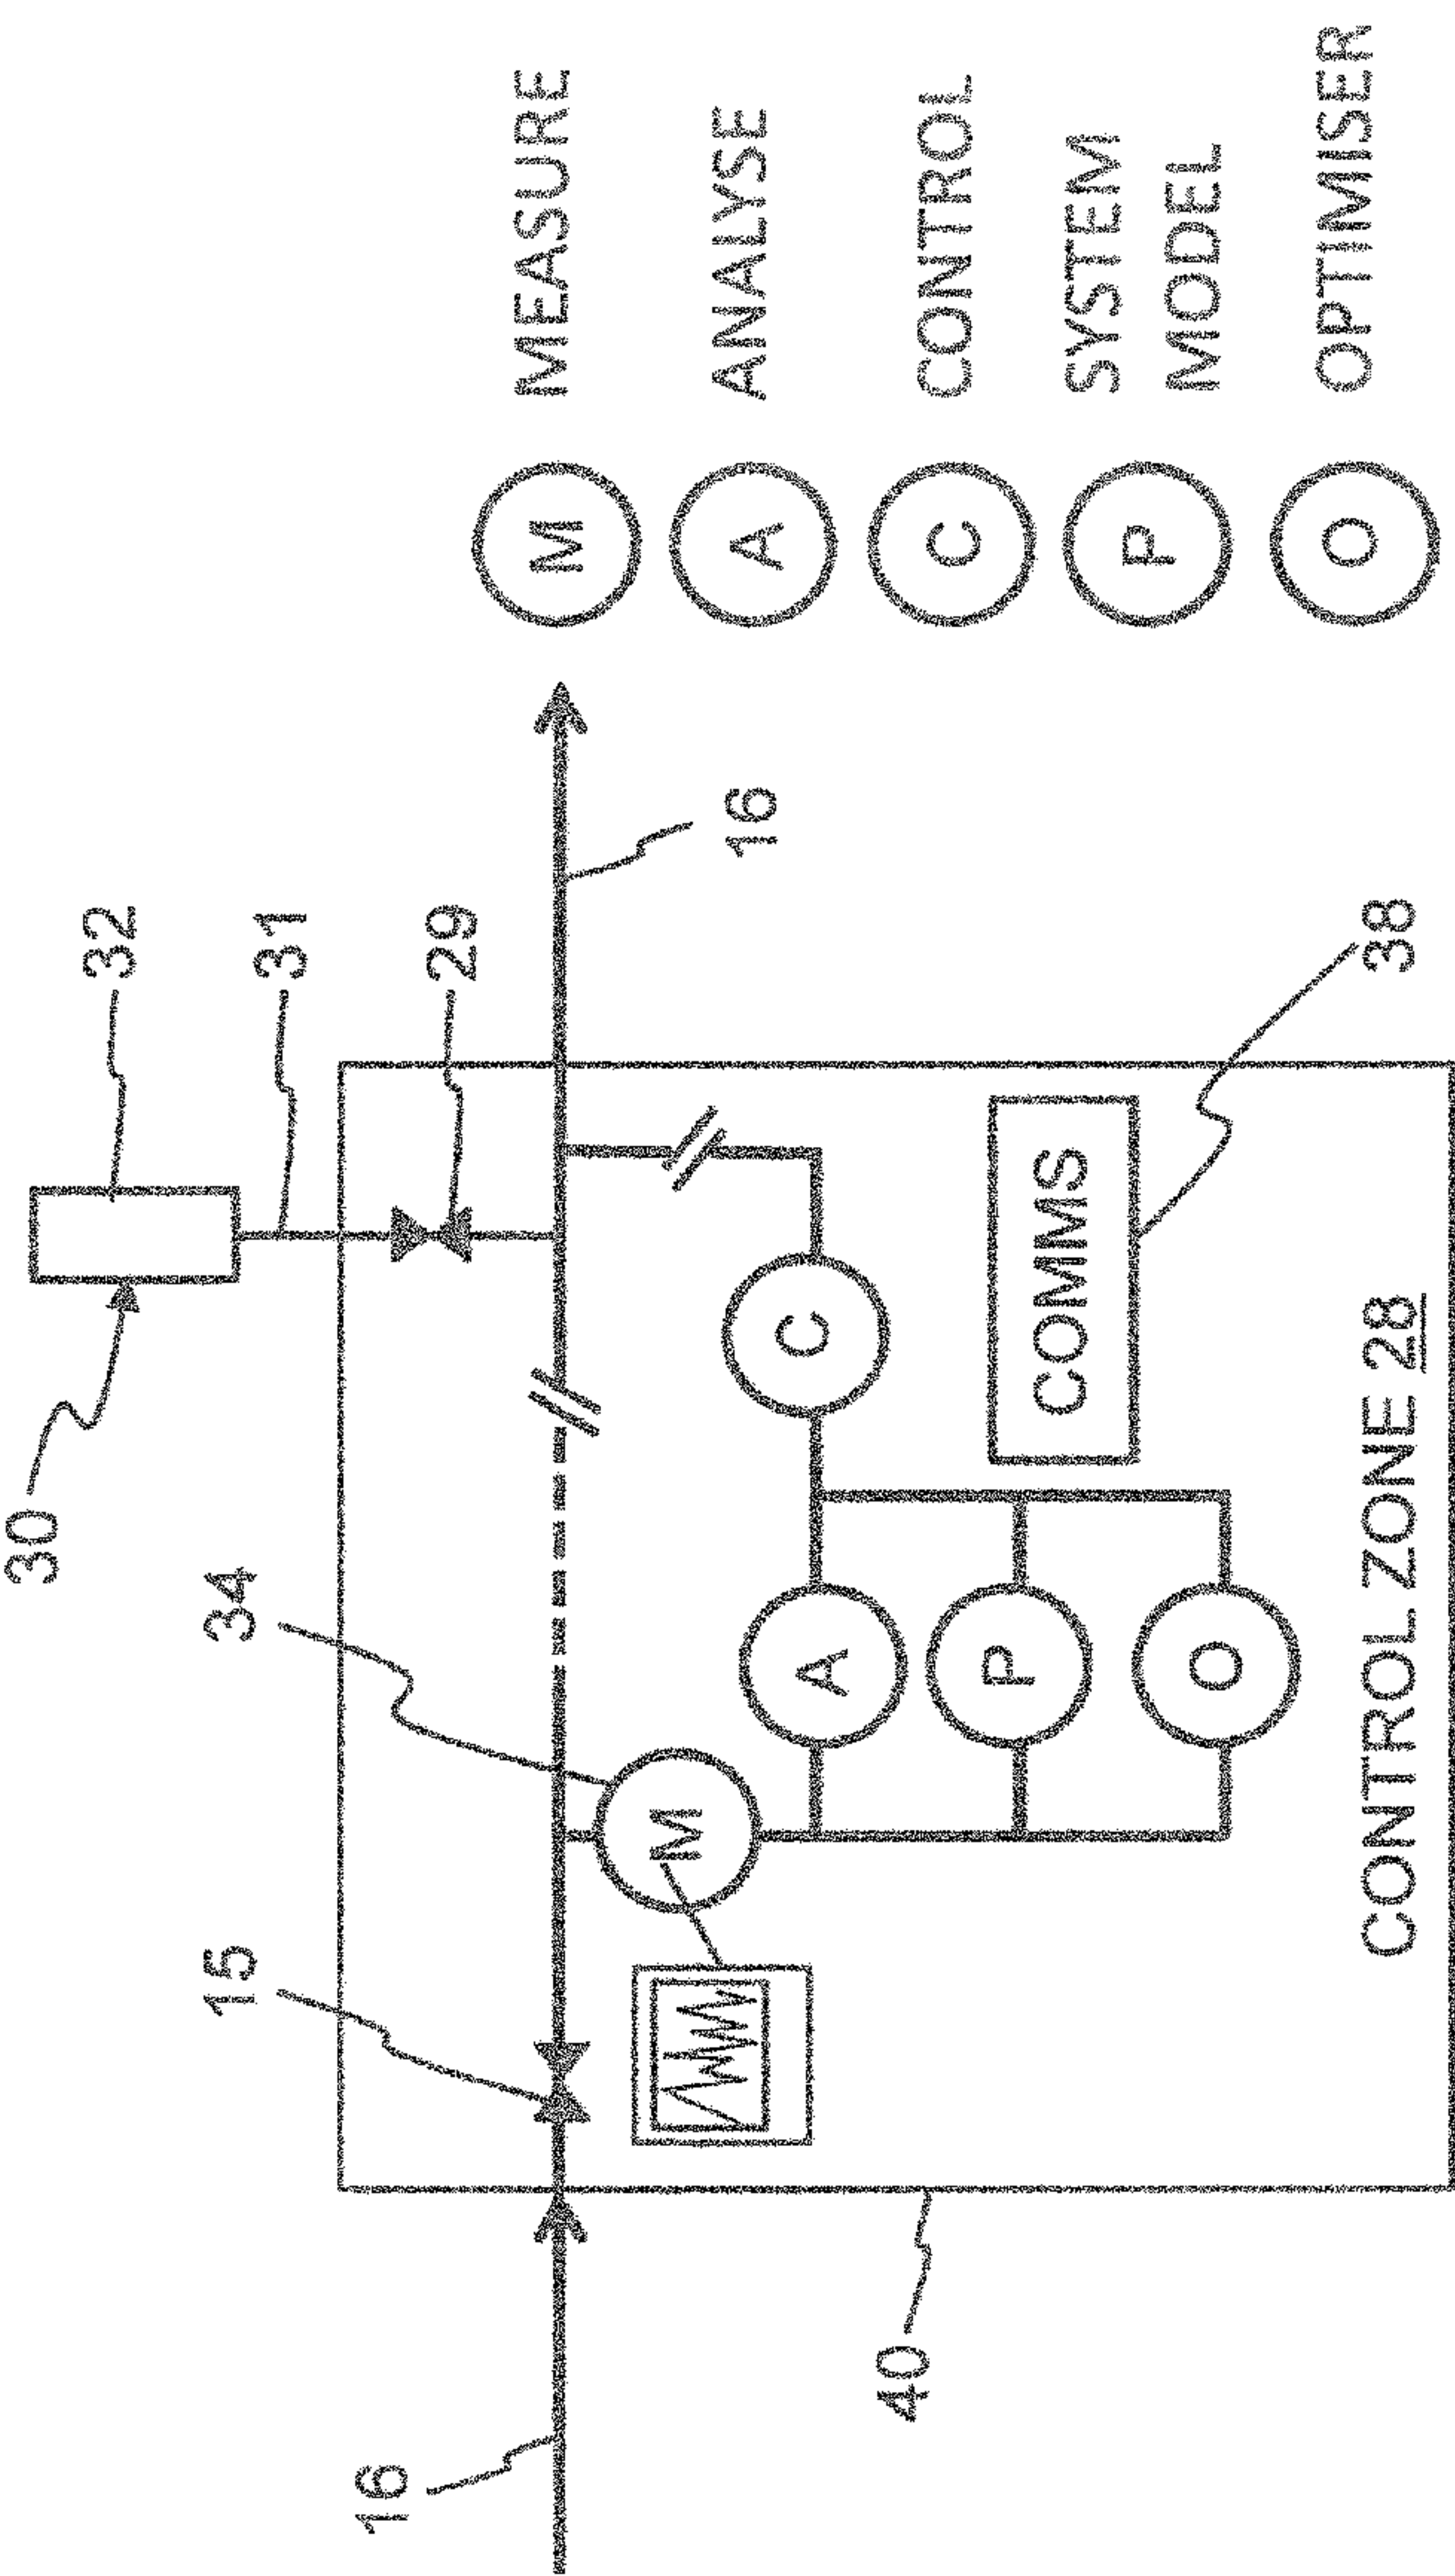 30
32
31
29
34
15
16
16
40
38
M
A
P
O
C
COMMS
CONTROL ZONE 28
M MEASURE
A ANALYSE
C CONTROL
P SYSTEM
MODEL
O OPTIMISER